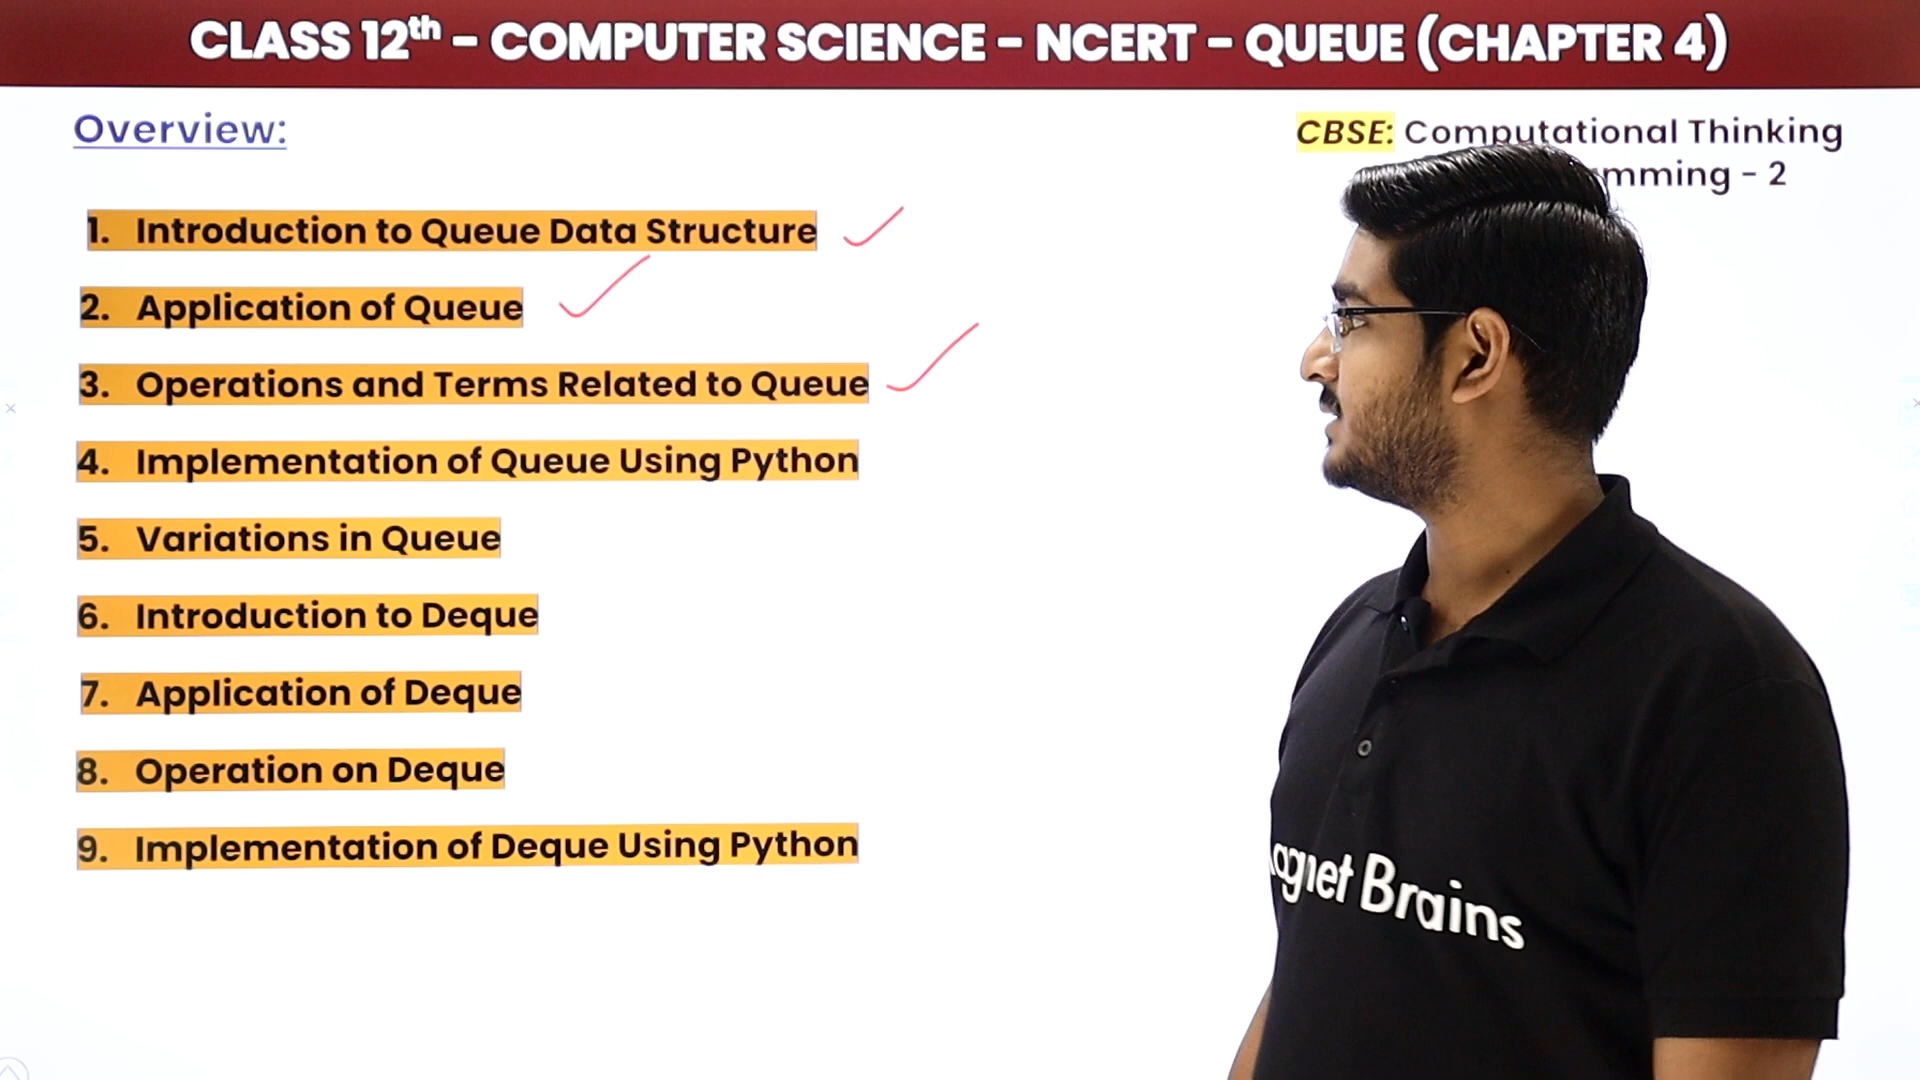 CLASS 12th - COMPUTER SCIENCE - NCERT - QUEUE (CHAPTER 4)
Overview:
CBSE: Computational Thinking
mming - 2
1. Introduction to Queue Data Structure
2. Application of Queue
3. Operations and Terms Related to Queue
4. Implementation of Queue Using Python
5. Variations in Queue
6. Introduction to Deque
7. Application of Deque
8. Operation on Deque
9. Implementation of Deque Using Python
agnet Brains